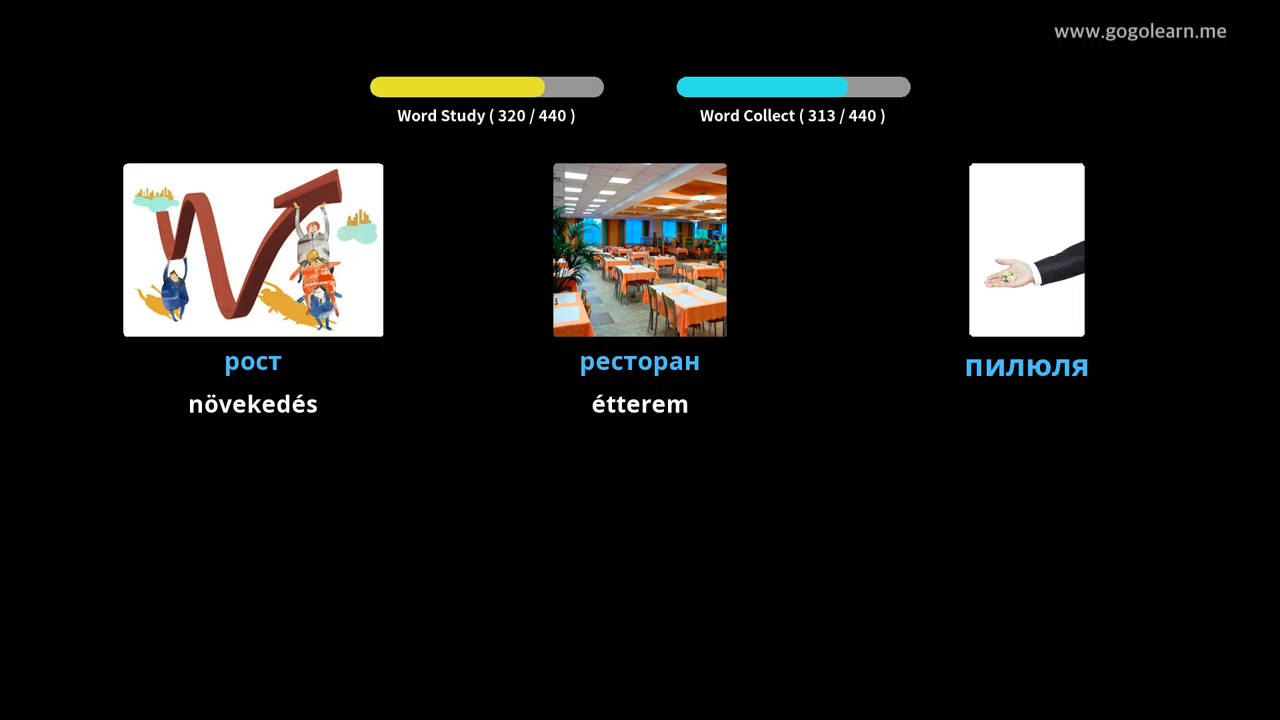 www.gogolearn.me
Word Study ( 320 / 440 )
Word Collect ( 313 / 440 )
рост
növekedés
ресторан
étterem
пилюля